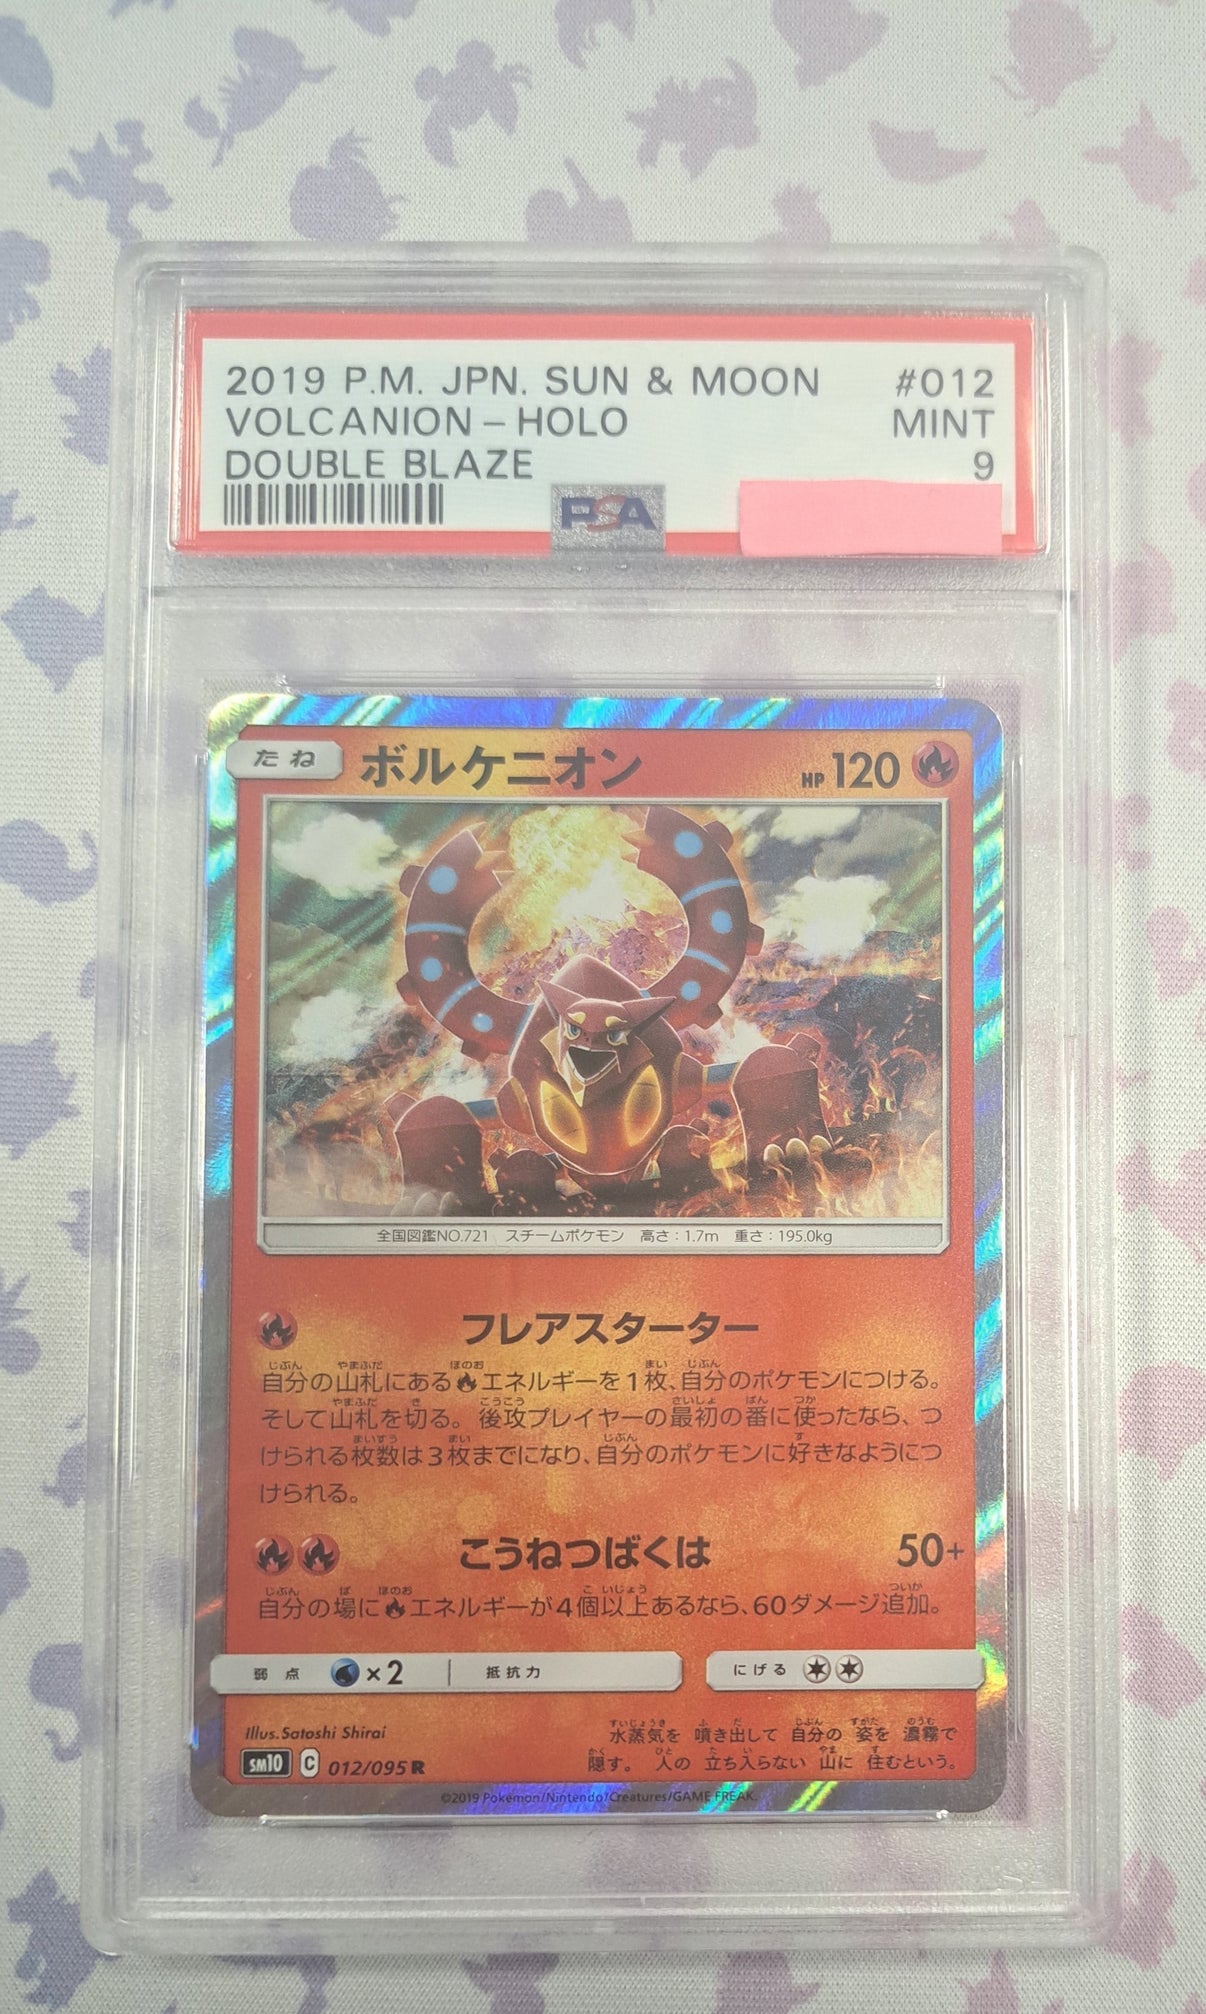 2019 P.M. JPN. SUN & MOON #012
VOLCANION - HOLO MINT
DOUBLE BLAZE 9
PSA
たね ボルケニオン HP 120
全国図鑑NO.721 スチームポケモン 高さ：1.7m 重さ：195.0kg
フレアスターター
自分の山札にある エネルギーを1枚、自分のポケモンにつける。
そして山札を切る。後攻プレイヤーの最初の番に使ったなら、つ
けられる枚数は3枚までになり、自分のポケモンに好きなようにつ
けられる。
こうねつばくは 50+
自分の場に エネルギーが4個以上あるなら、60ダメージ追加。
弱点 ×2 抵抗力 にげる
Illus. Satoshi Shirai
水蒸気を 噴き出して 自分の 姿を 濃霧で
隠す。 人の 立ち入らない 山に 住むという。
SM10 C 012/095 R
©2019 Pokémon/Nintendo/Creatures/GAME FREAK.